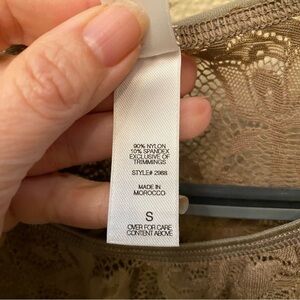 90% NYLON
10% SPANDEX
EXCLUSIVE OF
TRIMMINGS
STYLE# 2988
MADE IN
MOROCCO
S
OVER FOR CARE
CONTENT ABOVE